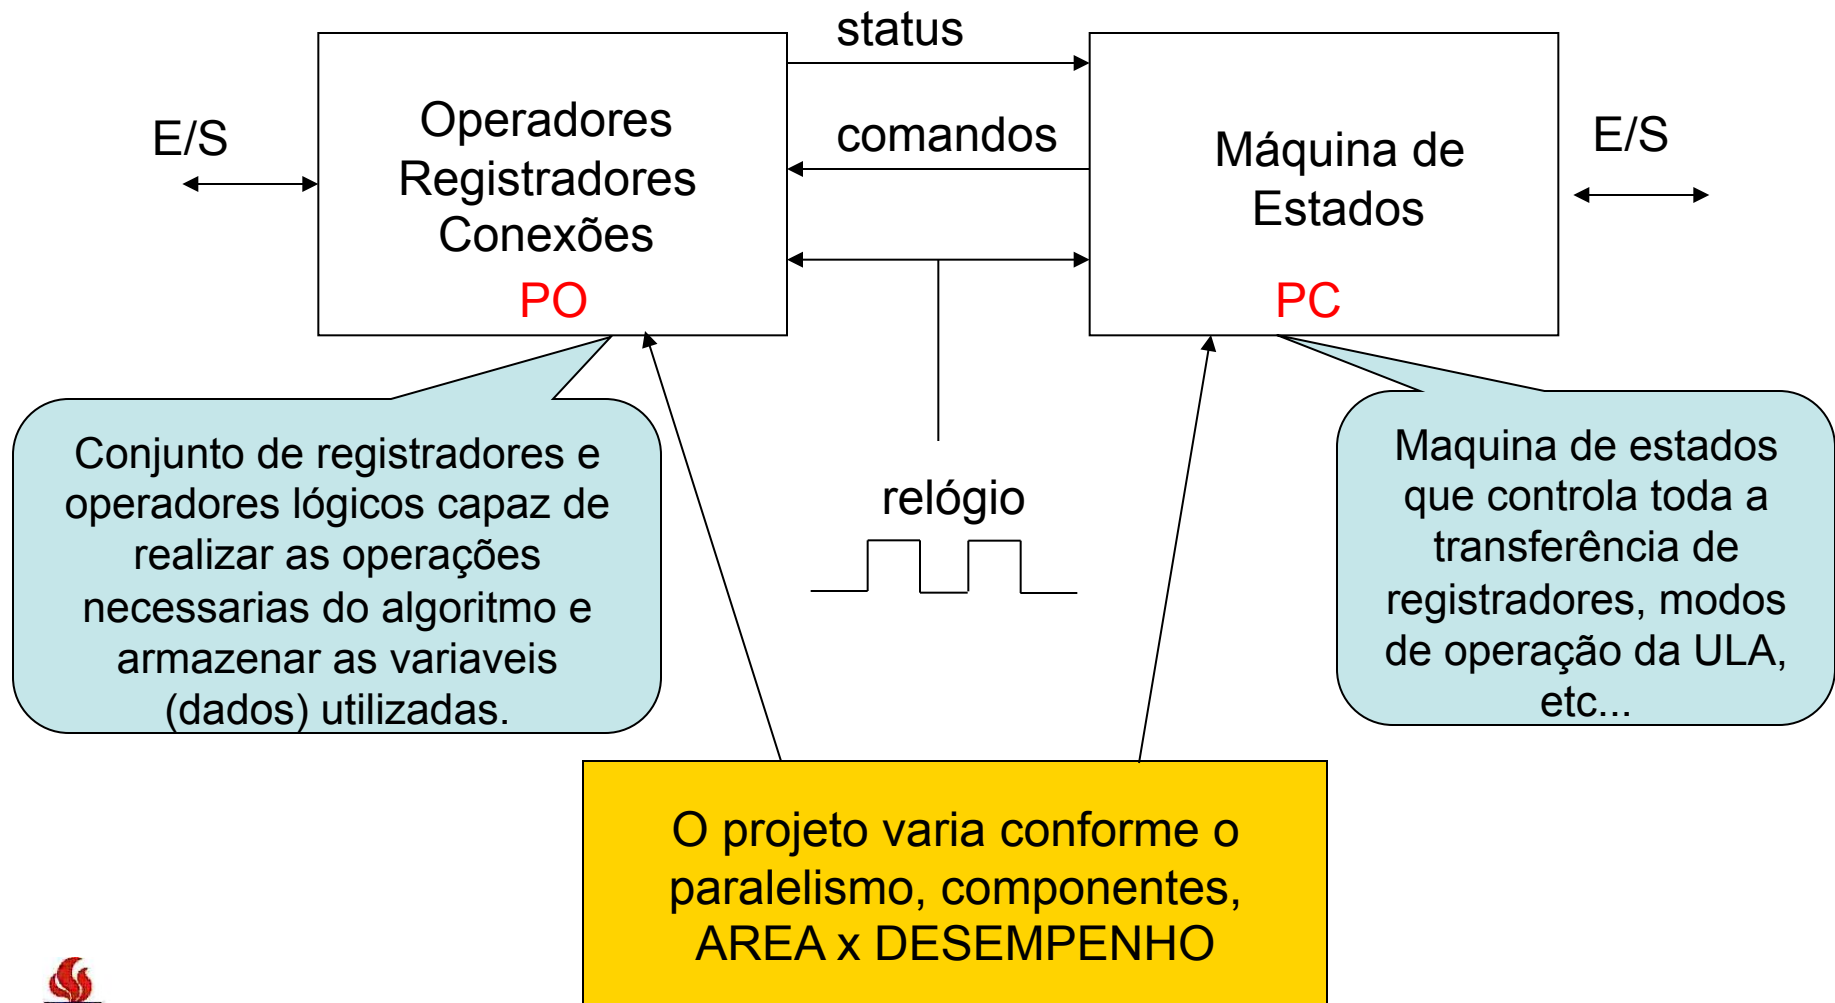 status
E/S
Operadores
Registradores
Conexões
PO
comandos
Máquina de
Estados
PC
E/S
relógio
Conjunto de registradores e
operadores lógicos capaz de
realizar as operações
necessarias do algoritmo e
armazenar as variaveis
(dados) utilizadas.
Maquina de estados
que controla toda a
transferência de
registradores, modos
de operação da ULA,
etc...
O projeto varia conforme o
paralelismo, componentes,
AREA x DESEMPENHO